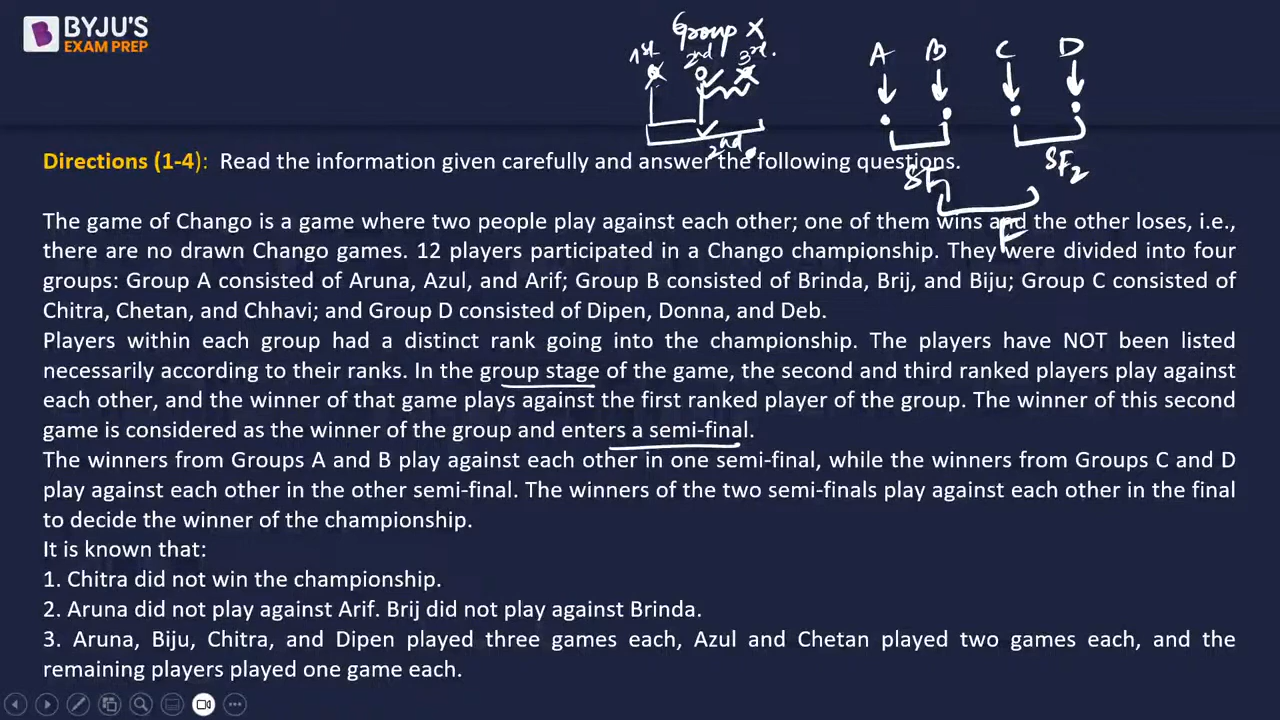 BYJU'S
EXAM PREP
Group X
1st 2nd 3rd.
2nd
A B C D
SF1 SF2
F
Directions (1-4): Read the information given carefully and answer the following questions.
The game of Chango is a game where two people play against each other; one of them wins and the other loses, i.e.,
there are no drawn Chango games. 12 players participated in a Chango championship. They were divided into four
groups: Group A consisted of Aruna, Azul, and Arif; Group B consisted of Brinda, Brij, and Biju; Group C consisted of
Chitra, Chetan, and Chhavi; and Group D consisted of Dipen, Donna, and Deb.
Players within each group had a distinct rank going into the championship. The players have NOT been listed
necessarily according to their ranks. In the group stage of the game, the second and third ranked players play against
each other, and the winner of that game plays against the first ranked player of the group. The winner of this second
game is considered as the winner of the group and enters a semi-final.
The winners from Groups A and B play against each other in one semi-final, while the winners from Groups C and D
play against each other in the other semi-final. The winners of the two semi-finals play against each other in the final
to decide the winner of the championship.
It is known that:
1. Chitra did not win the championship.
2. Aruna did not play against Arif. Brij did not play against Brinda.
3. Aruna, Biju, Chitra, and Dipen played three games each, Azul and Chetan played two games each, and the
remaining players played one game each.